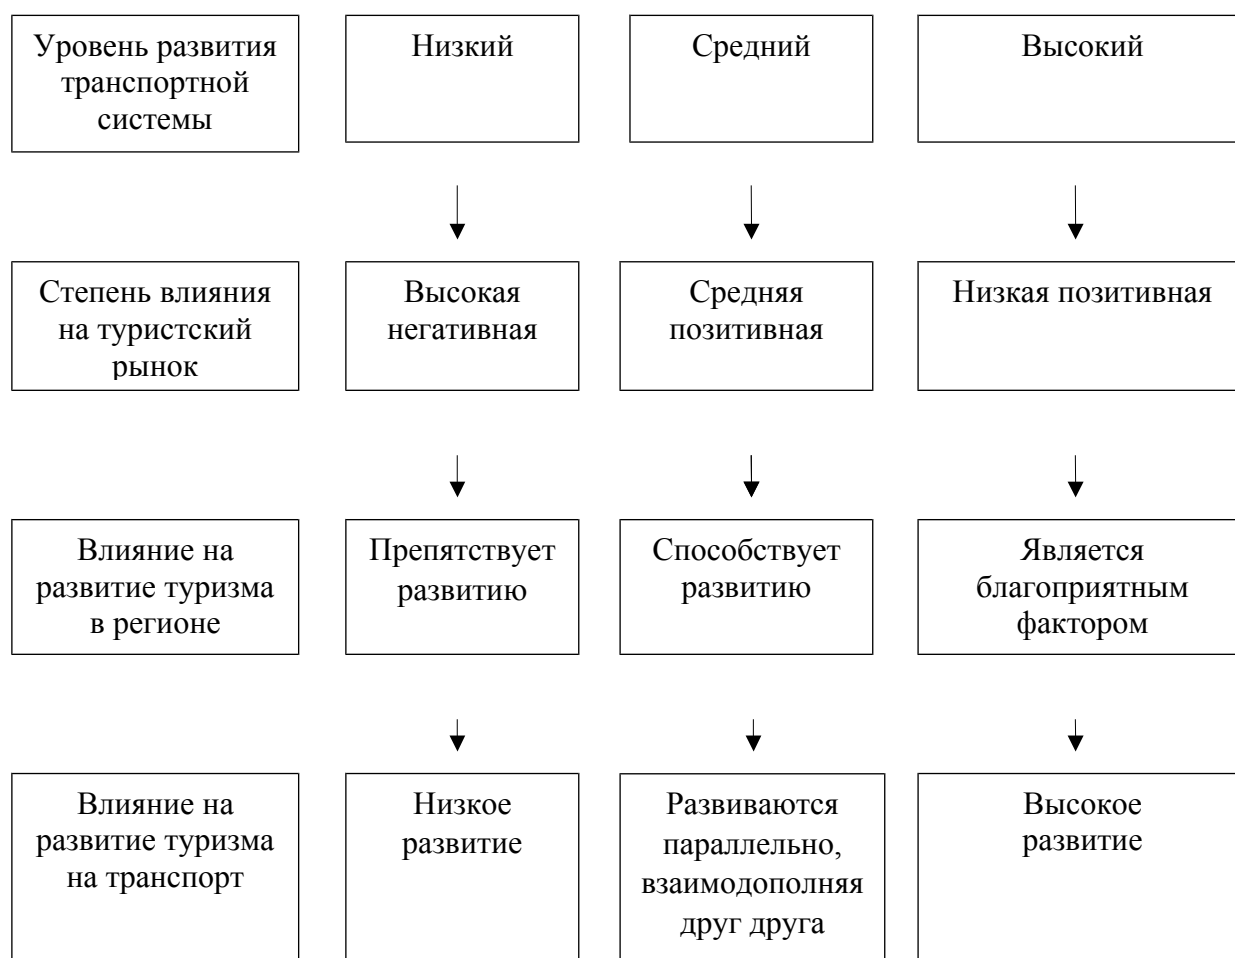 Уровень развития
транспортной
системы
Низкий
Средний
Высокий
Степень влияния
на туристский
рынок
Высокая
негативная
Средняя
позитивная
Низкая позитивная
Влияние на
развитие туризма
в регионе
Препятствует
развитию
Способствует
развитию
Является
благоприятным
фактором
Влияние на
развитие туризма
на транспорт
Низкое
развитие
Развиваются
параллельно,
взаимодополняя
друг друга
Высокое
развитие